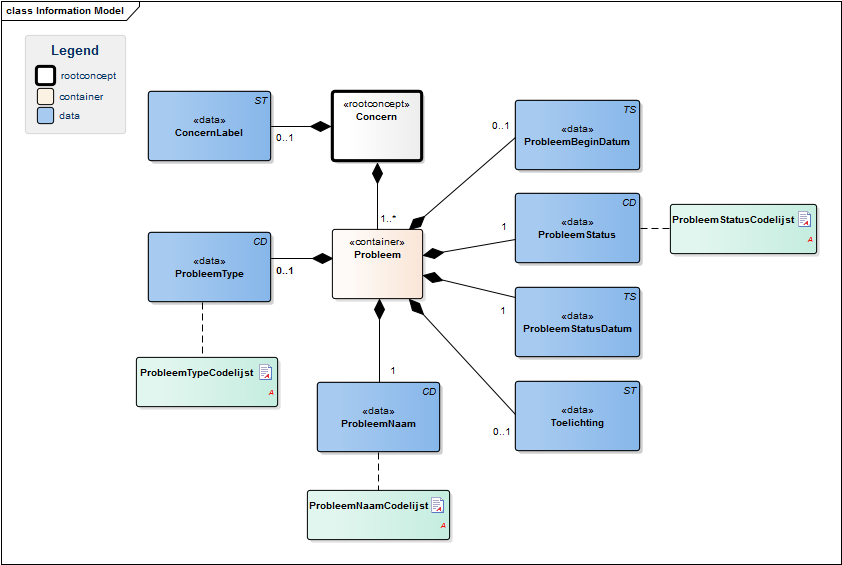 class Information Model
Legend
rootconcept
container
data
ST
«data»
ConcernLabel
0..1
«rootconcept»
Concern
1..*
TS
«data»
ProbleemBeginDatum
0..1
CD
«data»
ProbleemStatus
1
ProbleemStatusCodelijst
A
CD
«data»
ProbleemType
0..1
«container»
Probleem
TS
«data»
ProbleemStatusDatum
1
ProbleemTypeCodelijst
A
1
CD
«data»
ProbleemNaam
ST
«data»
Toelichting
0..1
ProbleemNaamCodelijst
A